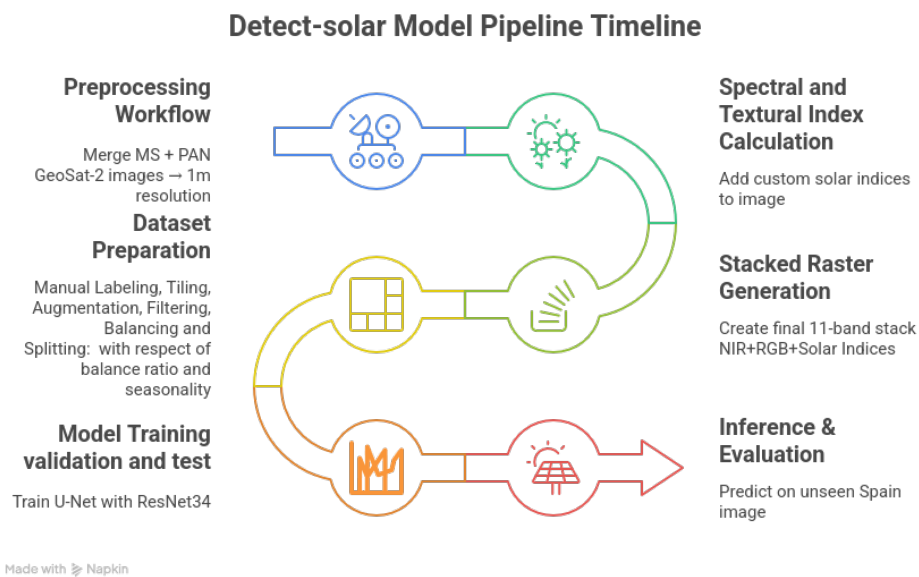 Detect-solar Model Pipeline Timeline
Preprocessing
Workflow
Merge MS + PAN
GeoSat-2 images → 1m
resolution
Spectral and
Textural Index
Calculation
Add custom solar indices
to image
Dataset
Preparation
Manual Labeling, Tiling,
Augmentation, Filtering,
Balancing and
Splitting: with respect of
balance ratio and
seasonality
Stacked Raster
Generation
Create final 11-band stack
NIR+RGB+Solar Indices
Model Training
validation and test
Train U-Net with ResNet34
Inference &
Evaluation
Predict on unseen Spain
image
Made with Napkin